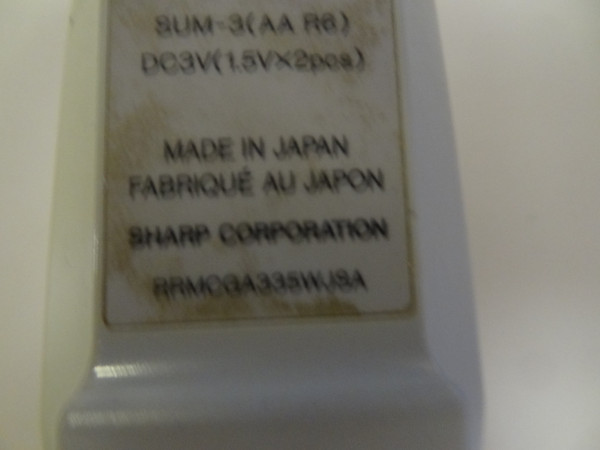 SUM-3(AA R6)
DC3V(1.5V×2pcs)
MADE IN JAPAN
FABRIQUÉ AU JAPON
SHARP CORPORATION
RRMCGA335WJSA